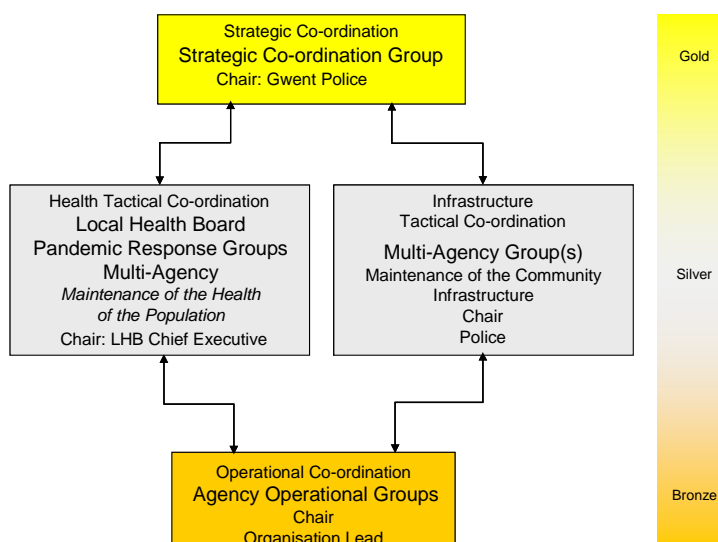 Strategic Co-ordination
Strategic Co-ordination Group
Chair: Gwent Police
Gold
Health Tactical Co-ordination
Local Health Board
Pandemic Response Groups
Multi-Agency
Maintenance of the Health
of the Population
Chair: LHB Chief Executive
Infrastructure
Tactical Co-ordination
Multi-Agency Group(s)
Maintenance of the Community
Infrastructure
Chair
Police
Silver
Operational Co-ordination
Agency Operational Groups
Chair
Organisation Lead
Bronze